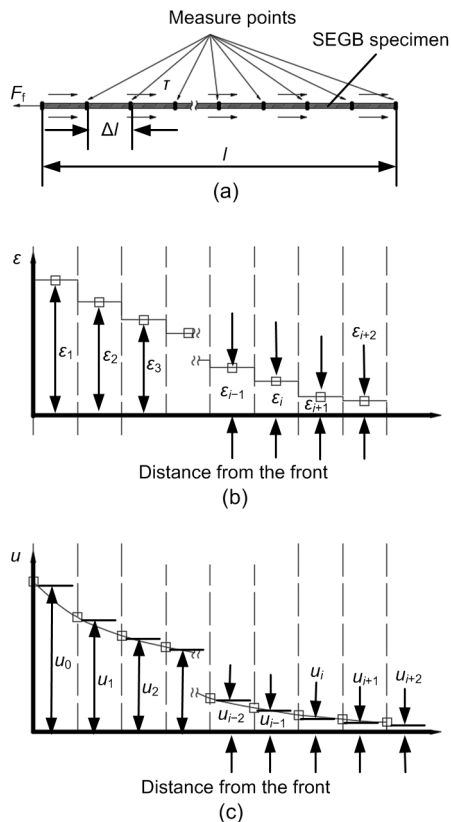 Measure points
SEGB specimen
τ
F_f
Δl
l
(a)
ε
ε_1
ε_2
ε_3
ε_{i−1}
ε_i
ε_{i+1}
ε_{i+2}
Distance from the front
(b)
u
u_0
u_1
u_2
u_{i−2}
u_{i−1}
u_i
u_{i+1}
u_{i+2}
Distance from the front
(c)